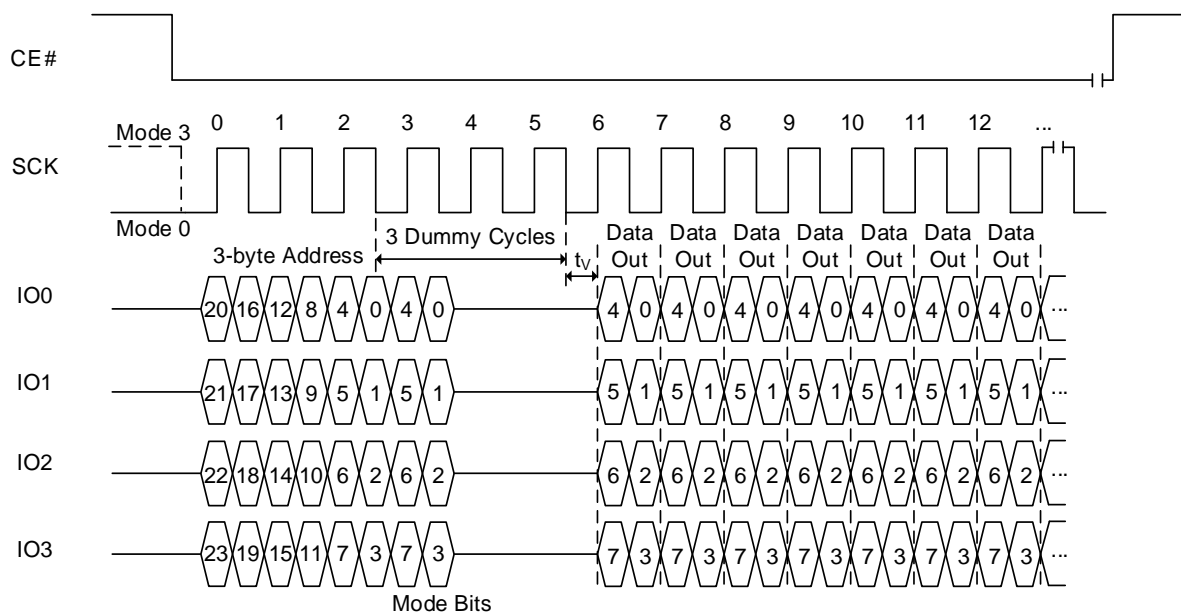 CE#
Mode 3
0 1 2 3 4 5 6 7 8 9 10 11 12 ...
SCK
Mode 0
3-byte Address
3 Dummy Cycles
tV
Data Out Data Out Data Out Data Out Data Out Data Out Data Out
IO0 20 16 12 8 4 0 4 0 4 0 4 0 4 0 4 0 4 0 4 0 4 0 ...
IO1 21 17 13 9 5 1 5 1 5 1 5 1 5 1 5 1 5 1 5 1 5 1 ...
IO2 22 18 14 10 6 2 6 2 6 2 6 2 6 2 6 2 6 2 6 2 6 2 ...
IO3 23 19 15 11 7 3 7 3 7 3 7 3 7 3 7 3 7 3 7 3 7 3 ...
Mode Bits